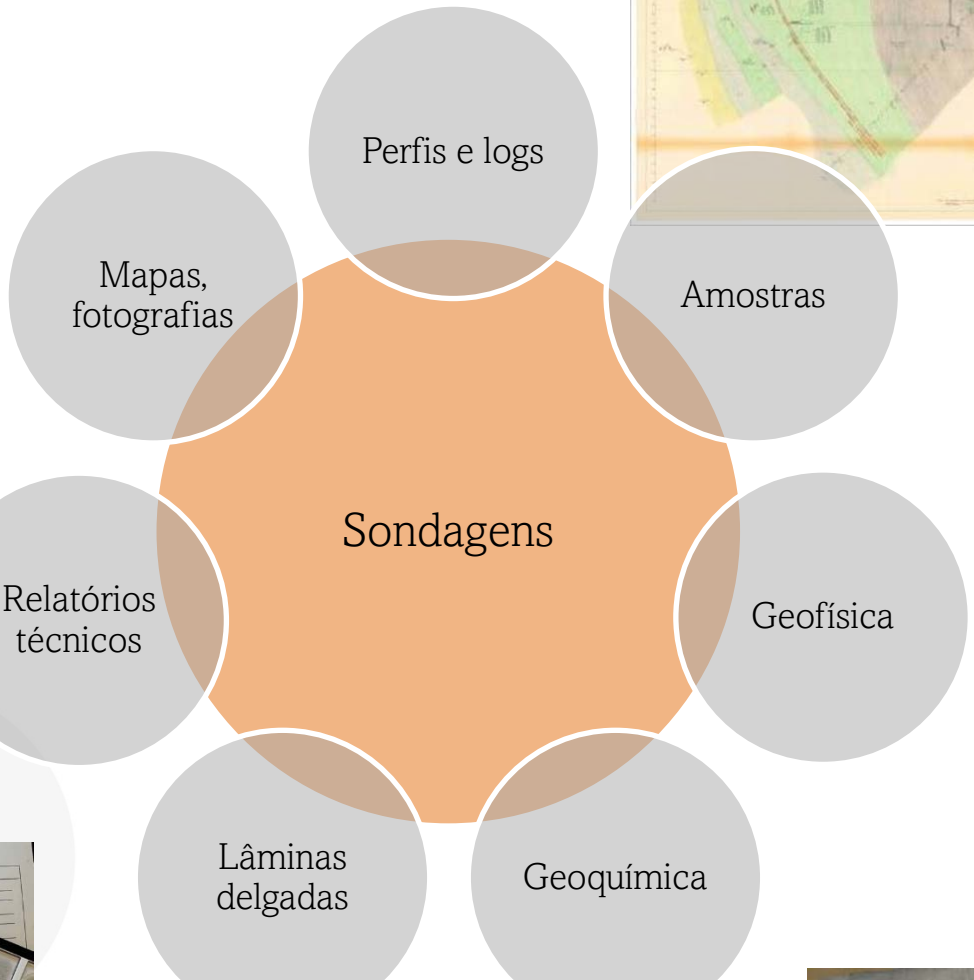 Perfis e logs
Mapas,
fotografias
Amostras
Sondagens
Relatórios
técnicos
Geofísica
Lâminas
delgadas
Geoquímica